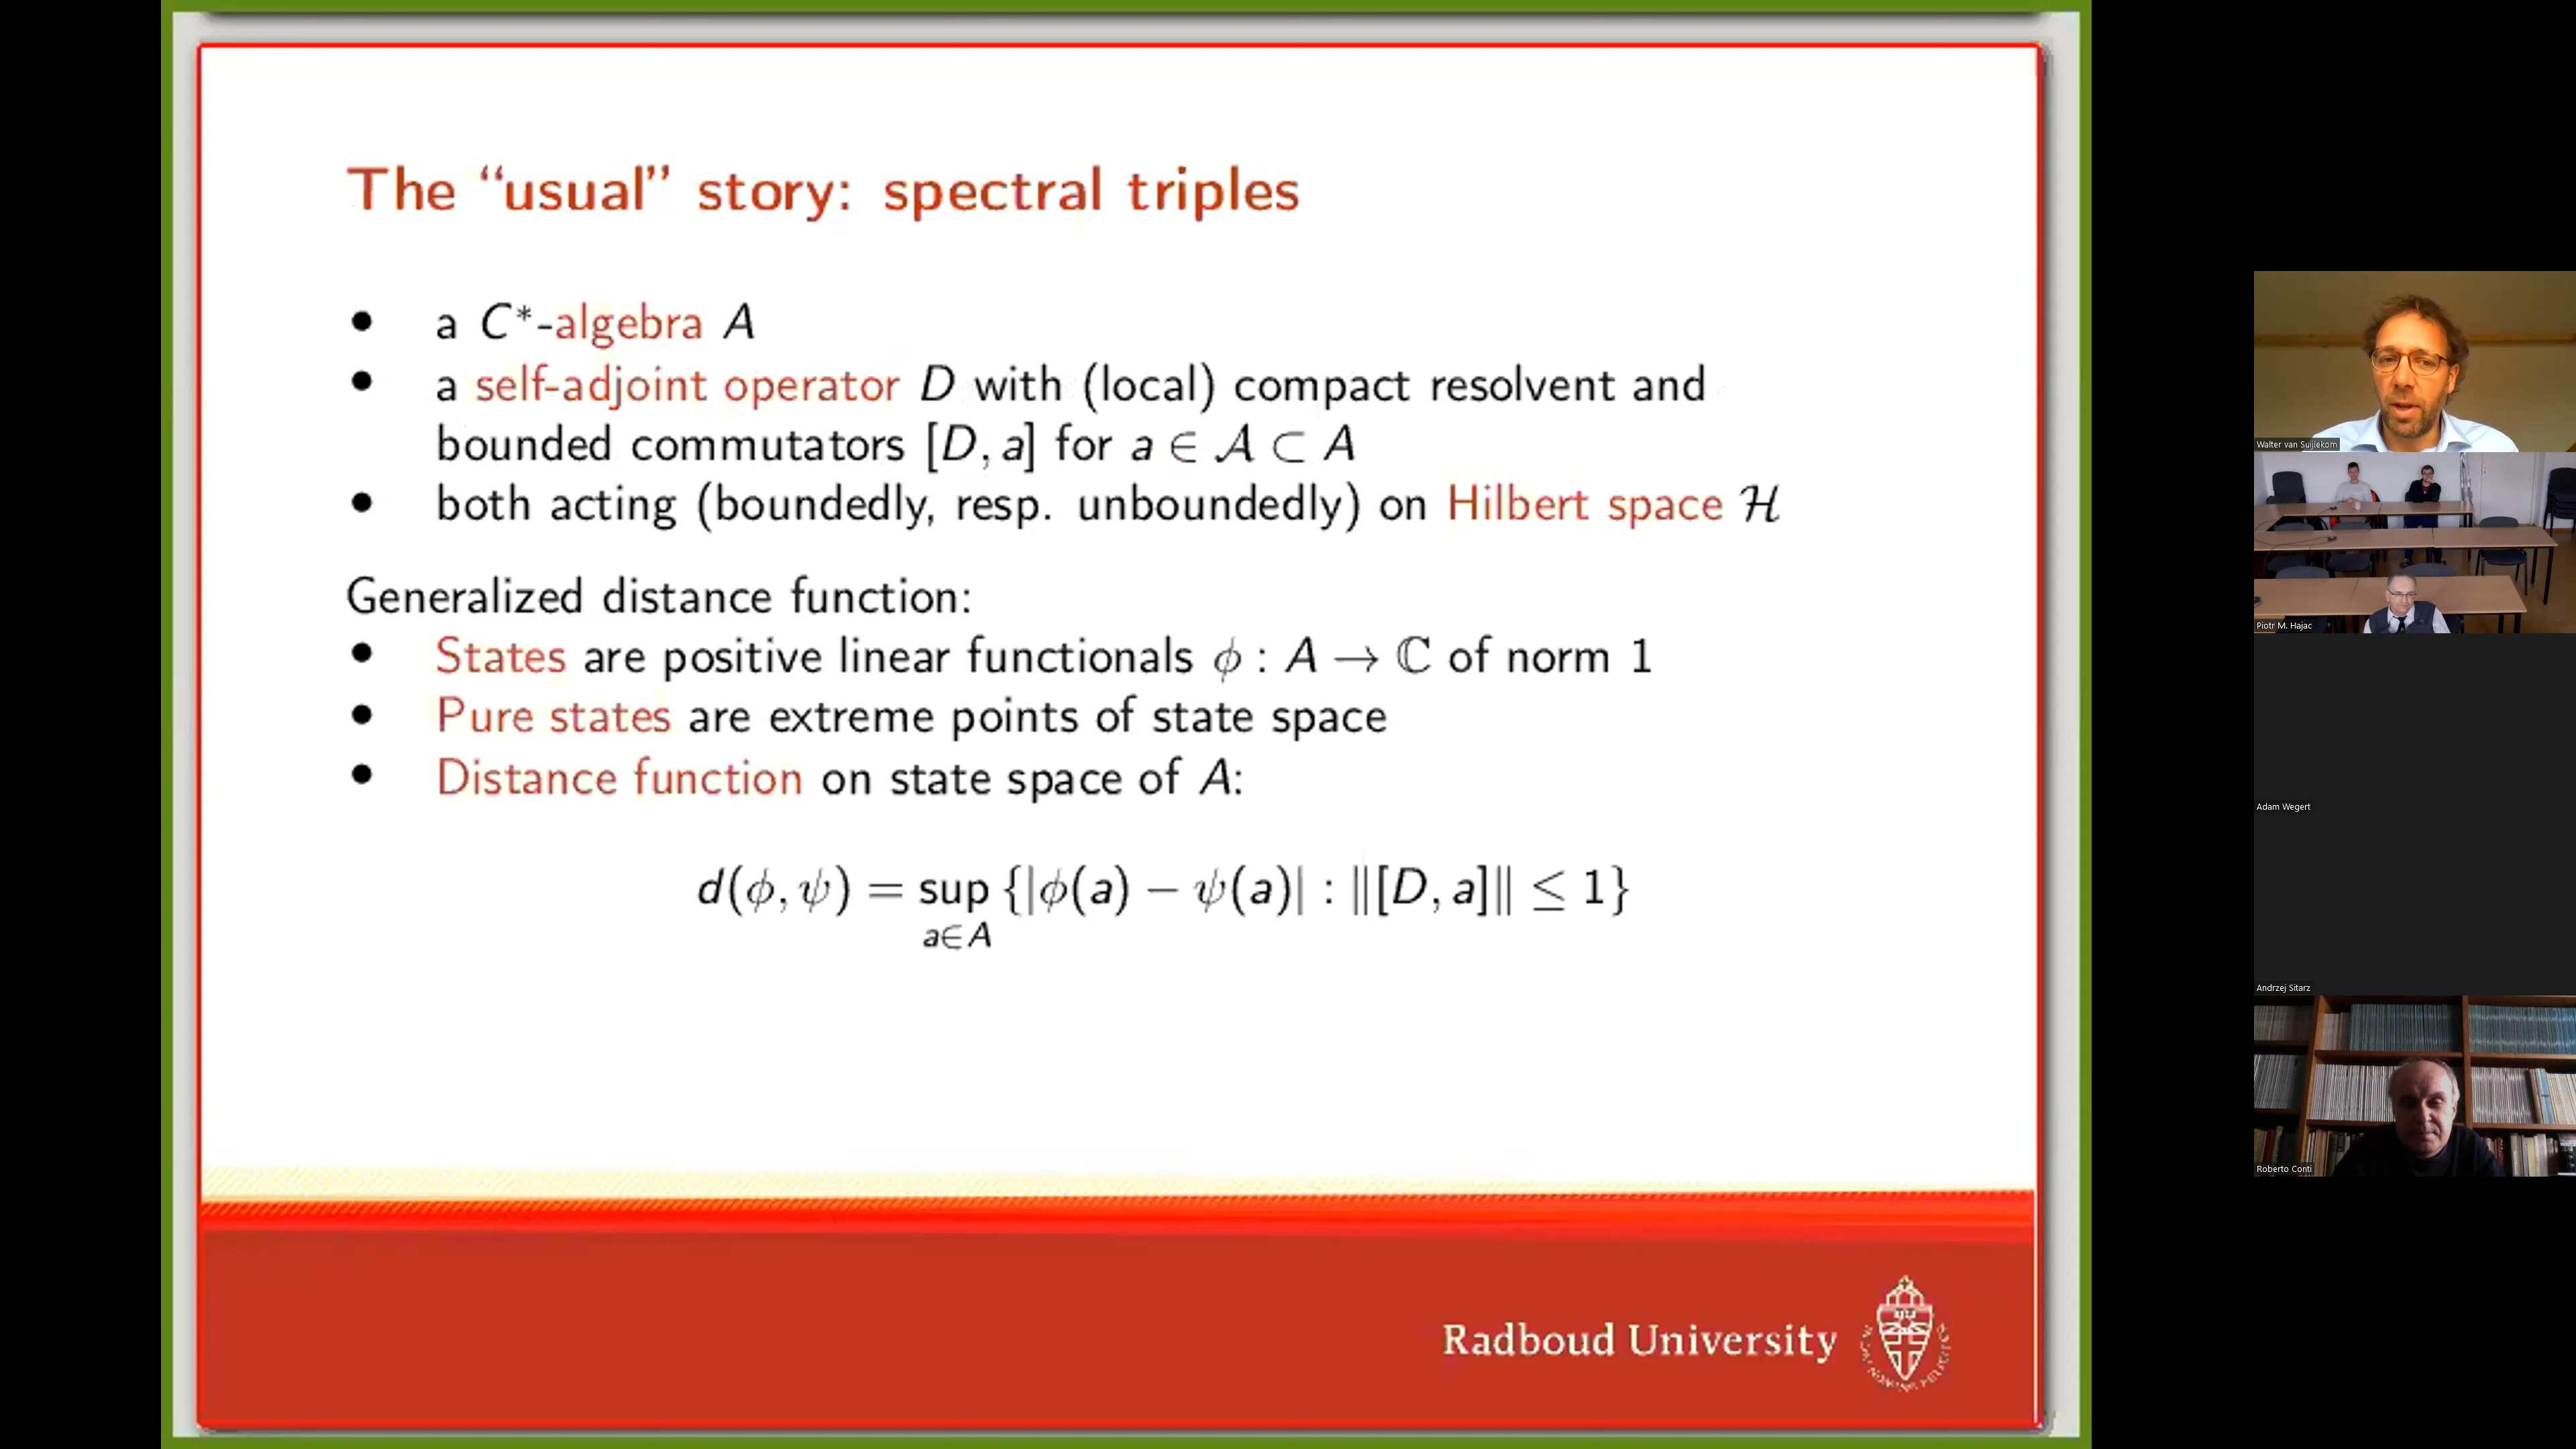 The “usual” story: spectral triples
• a C*-algebra A
• a self-adjoint operator D with (local) compact resolvent and
bounded commutators [D, a] for a ∈ 𝒜 ⊂ A
• both acting (boundedly, resp. unboundedly) on Hilbert space ℋ
Generalized distance function:
• States are positive linear functionals ϕ : A → ℂ of norm 1
• Pure states are extreme points of state space
• Distance function on state space of A:
d(ϕ, ψ) = sup {|ϕ(a) − ψ(a)| : ‖[D, a]‖ ≤ 1}
a∈A
Radboud University
Walter van Suijlekom
Piotr M. Hajac
Adam Wegert
Andrzej Sitarz
Roberto Conti